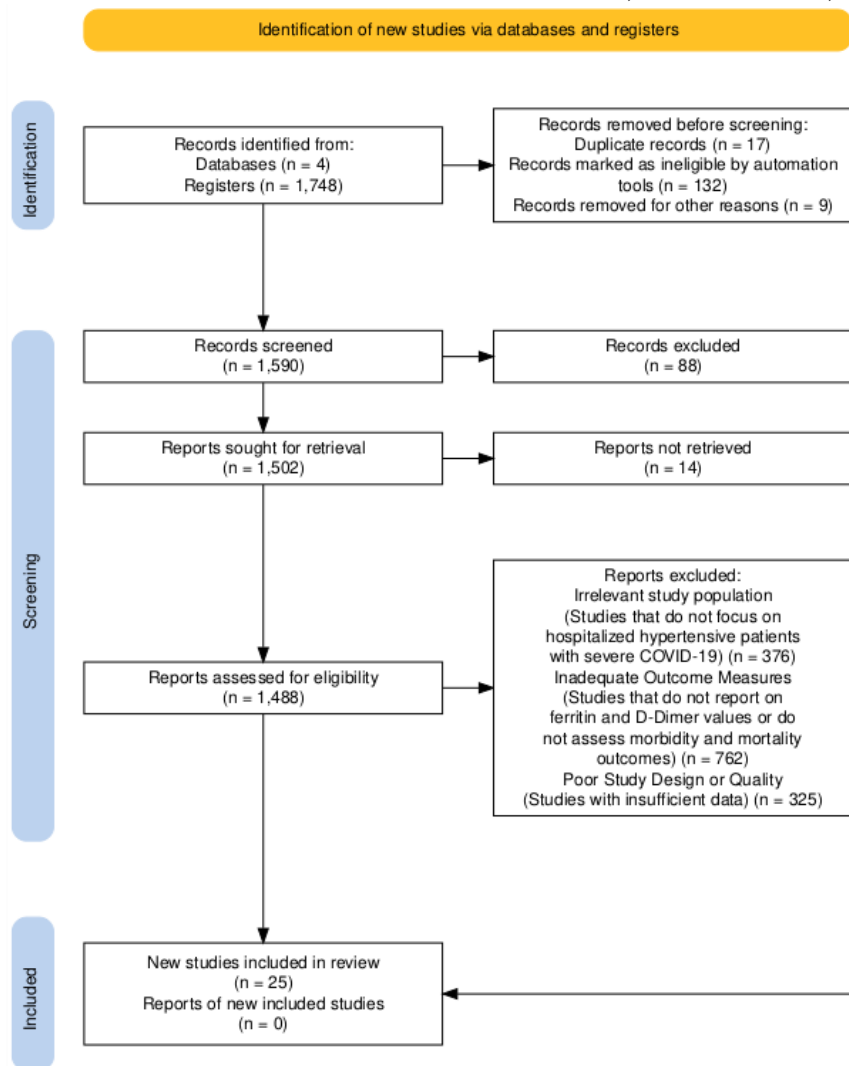 Identification of new studies via databases and registers
Identification
Records identified from:
Databases (n = 4)
Registers (n = 1,748)
Records removed before screening:
Duplicate records (n = 17)
Records marked as ineligible by automation
tools (n = 132)
Records removed for other reasons (n = 9)
Screening
Records screened
(n = 1,590)
Records excluded
(n = 88)
Reports sought for retrieval
(n = 1,502)
Reports not retrieved
(n = 14)
Reports assessed for eligibility
(n = 1,488)
Reports excluded:
Irrelevant study population
(Studies that do not focus on
hospitalized hypertensive patients
with severe COVID-19) (n = 376)
Inadequate Outcome Measures
(Studies that do not report on
ferritin and D-Dimer values or do
not assess morbidity and mortality
outcomes) (n = 762)
Poor Study Design or Quality
(Studies with insufficient data) (n = 325)
Included
New studies included in review
(n = 25)
Reports of new included studies
(n = 0)